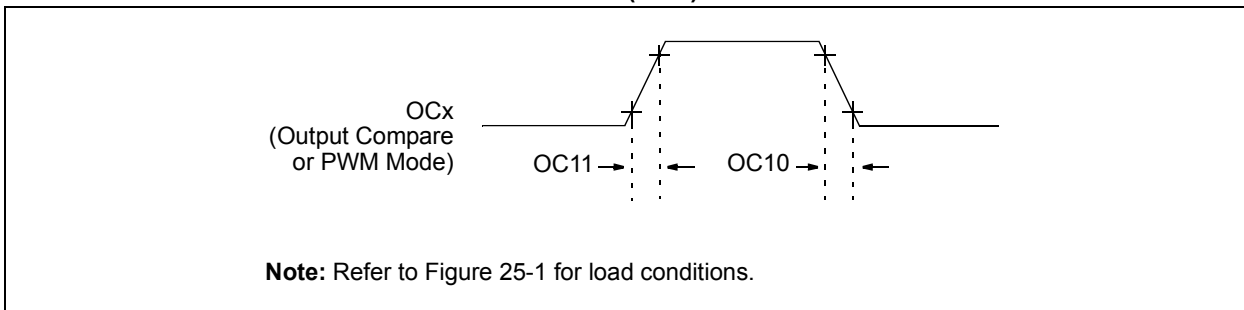 OCx
(Output Compare
or PWM Mode)
OC11
OC10
Note: Refer to Figure 25-1 for load conditions.